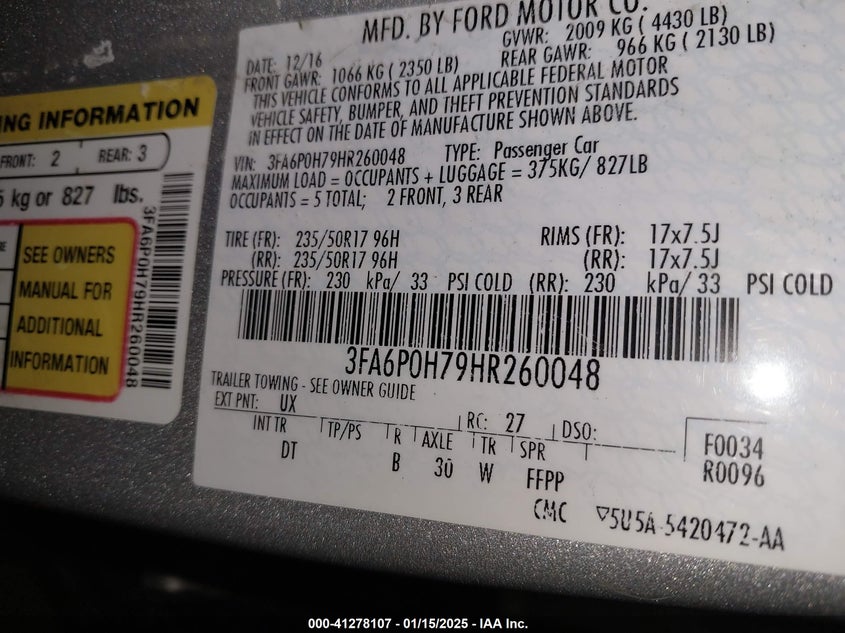 MFD. BY FORD MOTOR CO.
DATE: 12/16 GVWR: 2009 KG ( 4430 LB)
FRONT GAWR: 1066 KG ( 2350 LB) REAR GAWR: 966 KG ( 2130 LB)
THIS VEHICLE CONFORMS TO ALL APPLICABLE FEDERAL MOTOR
VEHICLE SAFETY, BUMPER, AND THEFT PREVENTION STANDARDS
IN EFFECT ON THE DATE OF MANUFACTURE SHOWN ABOVE.
VIN: 3FA6P0H79HR260048 TYPE: Passenger Car
MAXIMUM LOAD = OCCUPANTS + LUGGAGE = 375KG/ 827LB
OCCUPANTS = 5 TOTAL; 2 FRONT, 3 REAR
TIRE (FR): 235/50R17 96H RIMS (FR): 17x7.5J
(RR): 235/50R17 96H (RR): 17x7.5J
PRESSURE (FR): 230 kPa/ 33 PSI COLD (RR): 230 kPa/ 33 PSI COLD
3FA6P0H79HR260048
TRAILER TOWING - SEE OWNER GUIDE
EXT PNT: UX RC: 27 DSO:
INT TR TP/PS R AXLE TR SPR
DT B 30 W FFPP
F0034
R0096
CMC ▽5U5A-5420472-AA
NG INFORMATION
FRONT: 2 REAR: 3
kg or 827 lbs.
SEE OWNERS
MANUAL FOR
ADDITIONAL
INFORMATION
3FA6P0H79HR260048
000-41278107 - 01/15/2025 - IAA Inc.